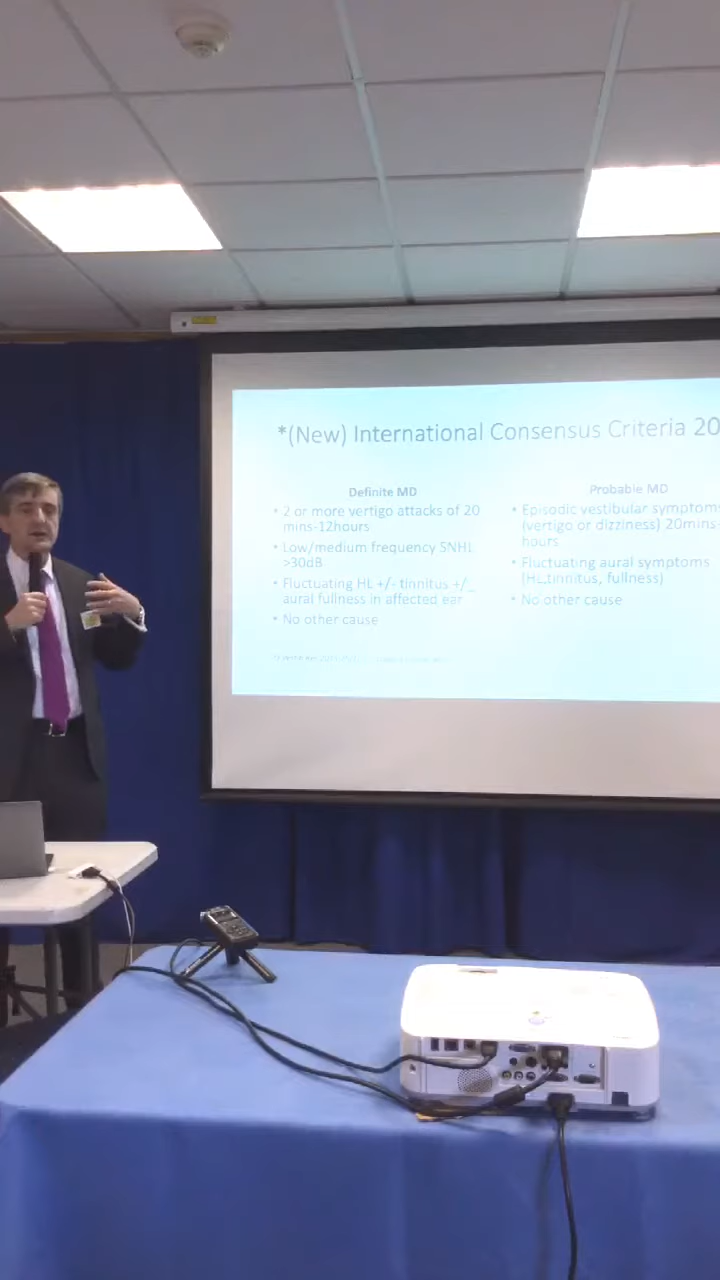 *(New) International Consensus Criteria 20
Definite MD
• 2 or more vertigo attacks of 20
mins-12hours
• Low/medium frequency SNHL
>30dB
• Fluctuating HL +/- tinnitus +/_
aural fullness in affected ear
• No other cause
Probable MD
• Episodic vestibular symptoms
(vertigo or dizziness) 20mins-
hours
• Fluctuating aural symptoms
(HL,tinnitus, fullness)
• No other cause